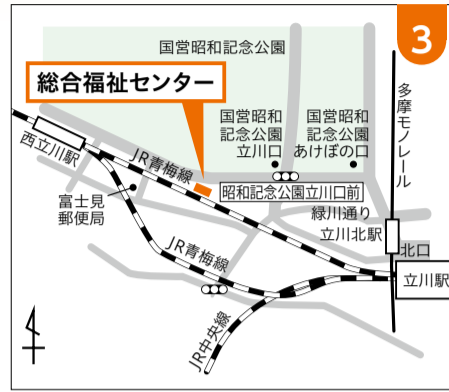 3
国営昭和記念公園
総合福祉センター
国営昭和
記念公園
立川口
国営昭和
記念公園
あけぼの口
多摩モノレール
西立川駅
JR青梅線
昭和記念公園立川口前
富士見
郵便局
緑川通り
立川北駅
北口
立川駅
JR青梅線
JR中央線